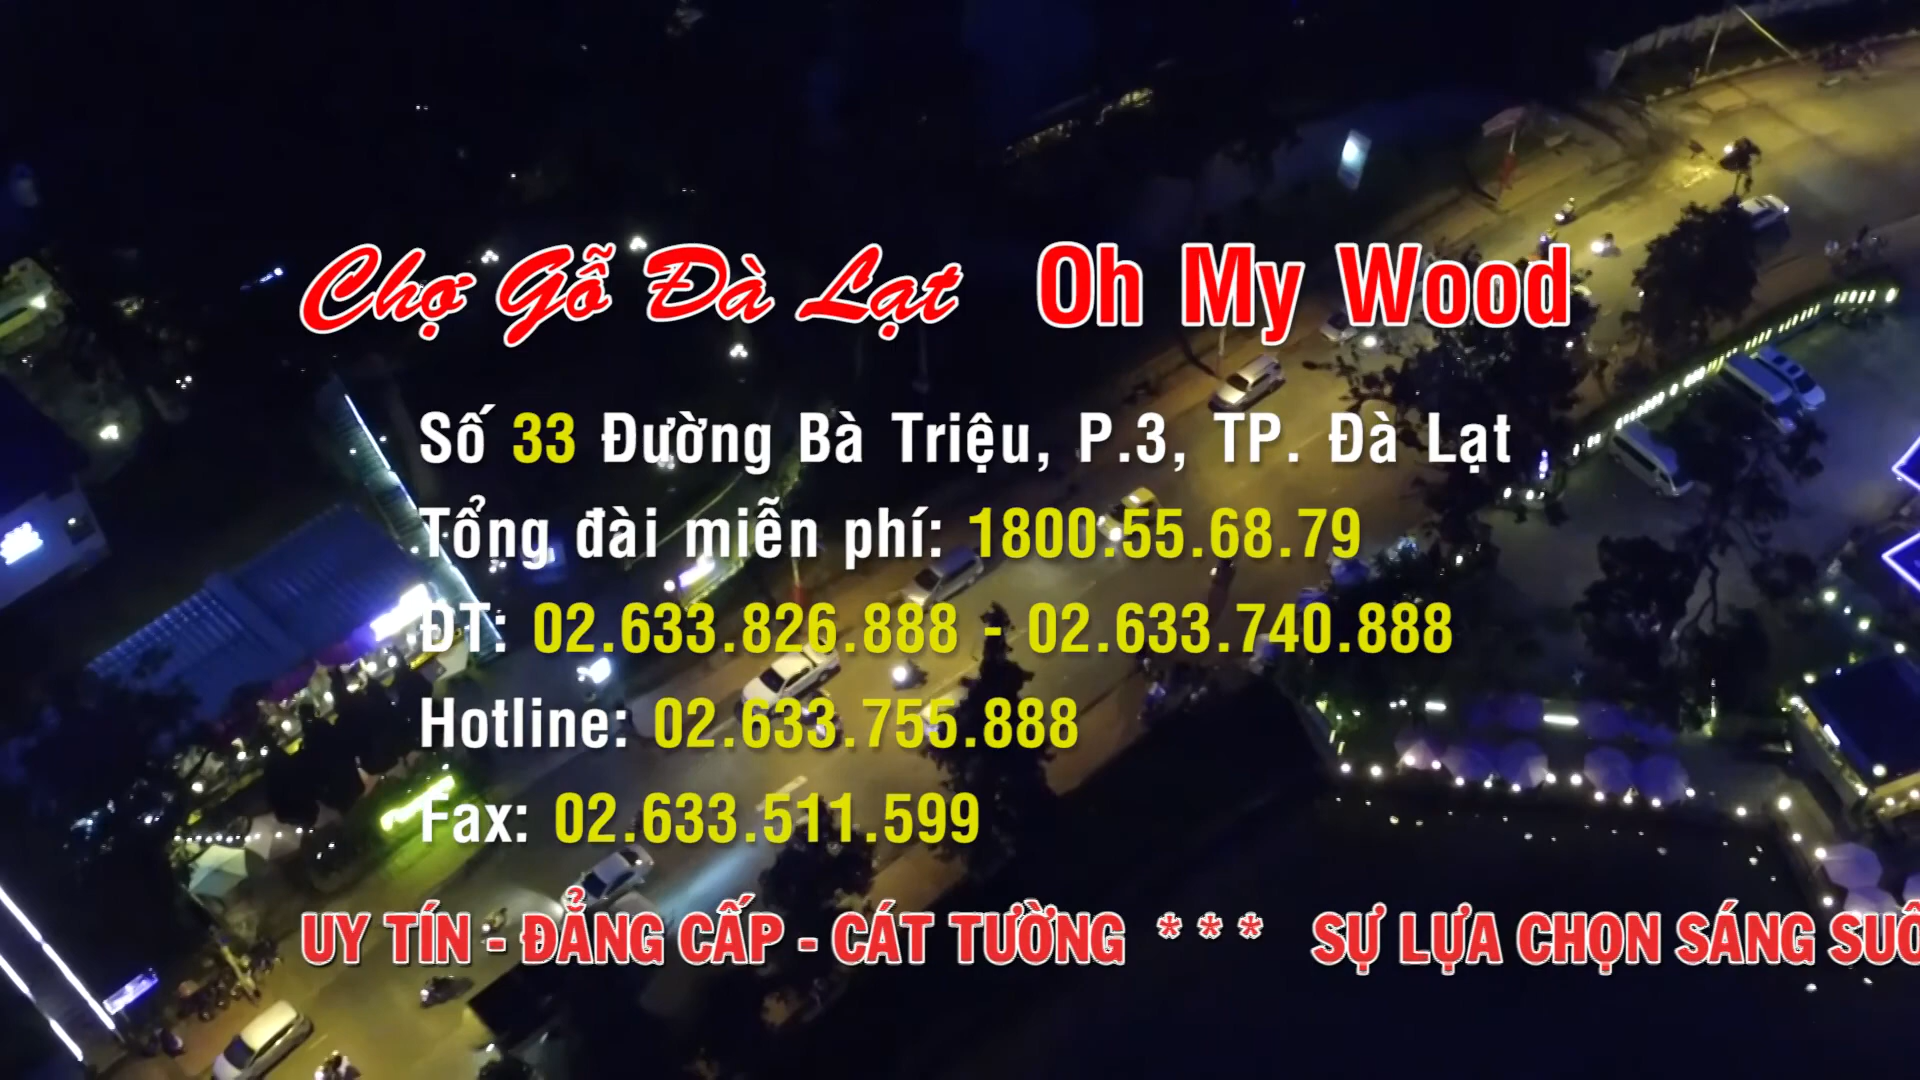 Chợ Gỗ Đà Lạt Oh My Wood
Số 33 Đường Bà Triệu, P.3, TP. Đà Lạt
Tổng đài miễn phí: 1800.55.68.79
ĐT: 02.633.826.888 - 02.633.740.888
Hotline: 02.633.755.888
Fax: 02.633.511.599
UY TÍN - ĐẲNG CẤP - CÁT TƯỜNG * * * SỰ LỰA CHỌN SÁNG